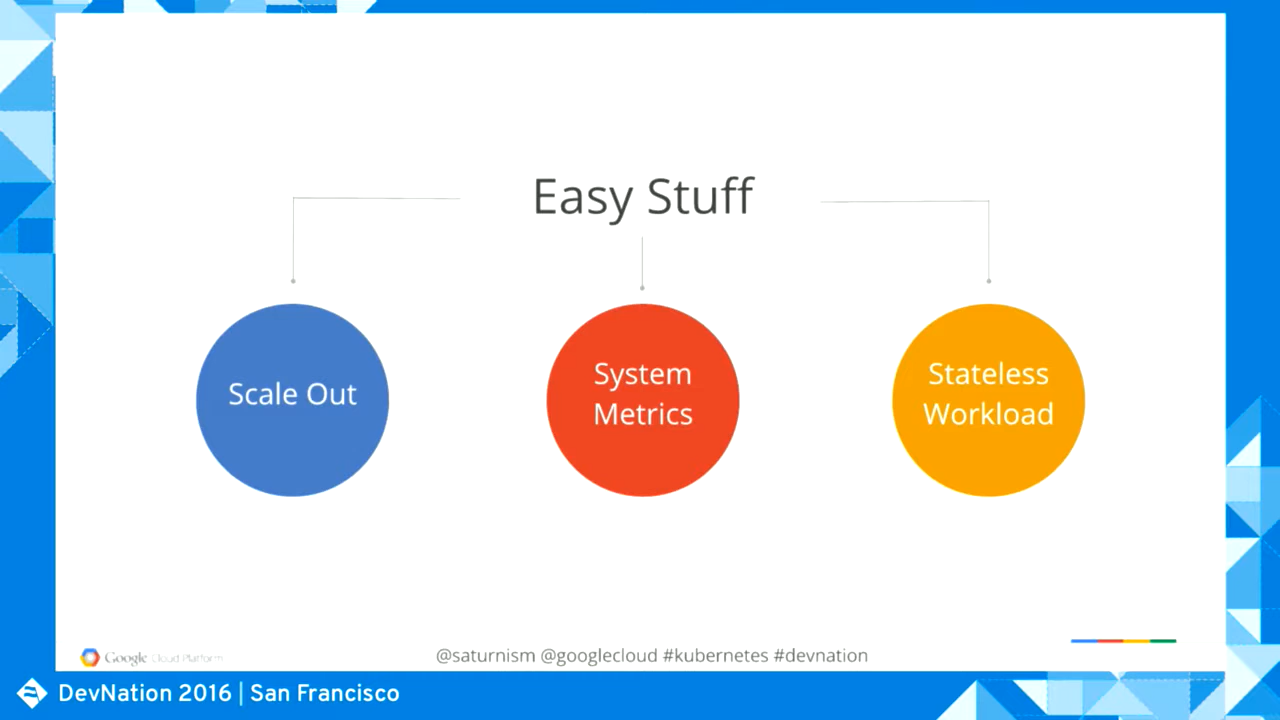 Easy Stuff
Scale Out
System
Metrics
Stateless
Workload
Google Cloud Platform
@saturnism @googlecloud #kubernetes #devnation
DevNation 2016 | San Francisco